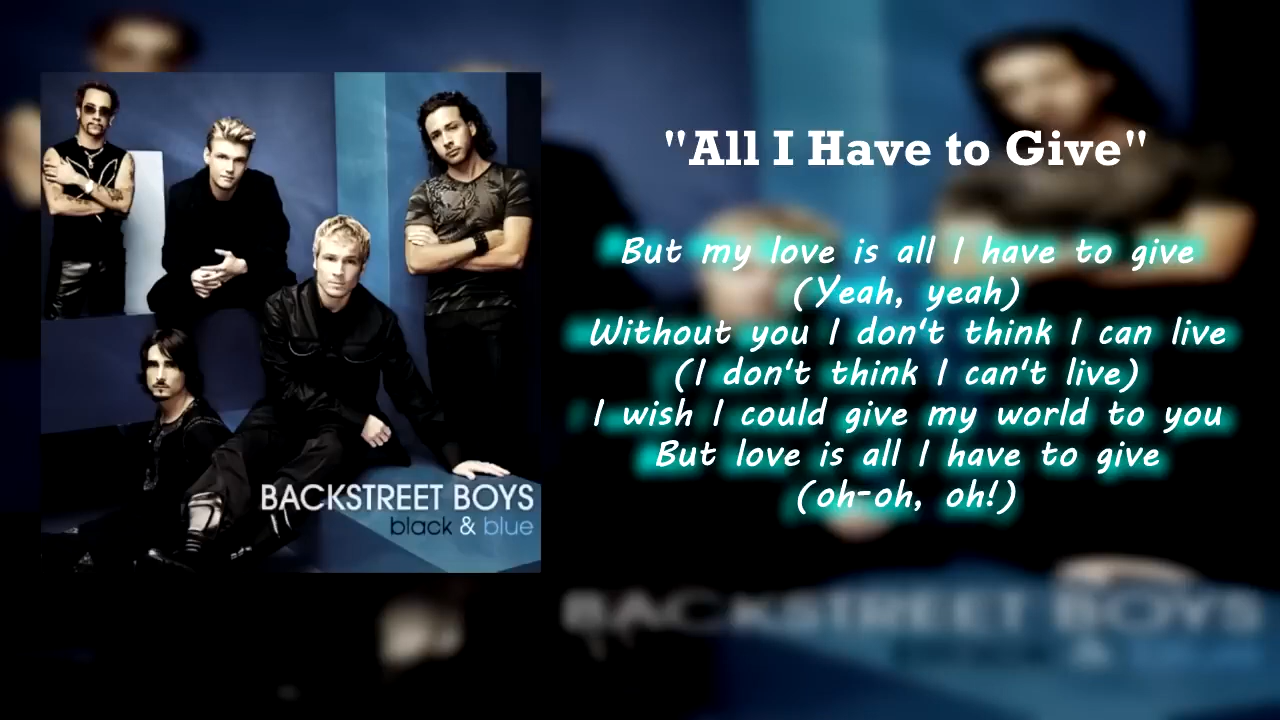 "All I Have to Give"
But my love is all I have to give
(Yeah, yeah)
Without you I don't think I can live
(I don't think I can't live)
I wish I could give my world to you
But love is all I have to give
(oh-oh, oh!)
BACKSTREET BOYS
black & blue
BACKSTREET BOYS